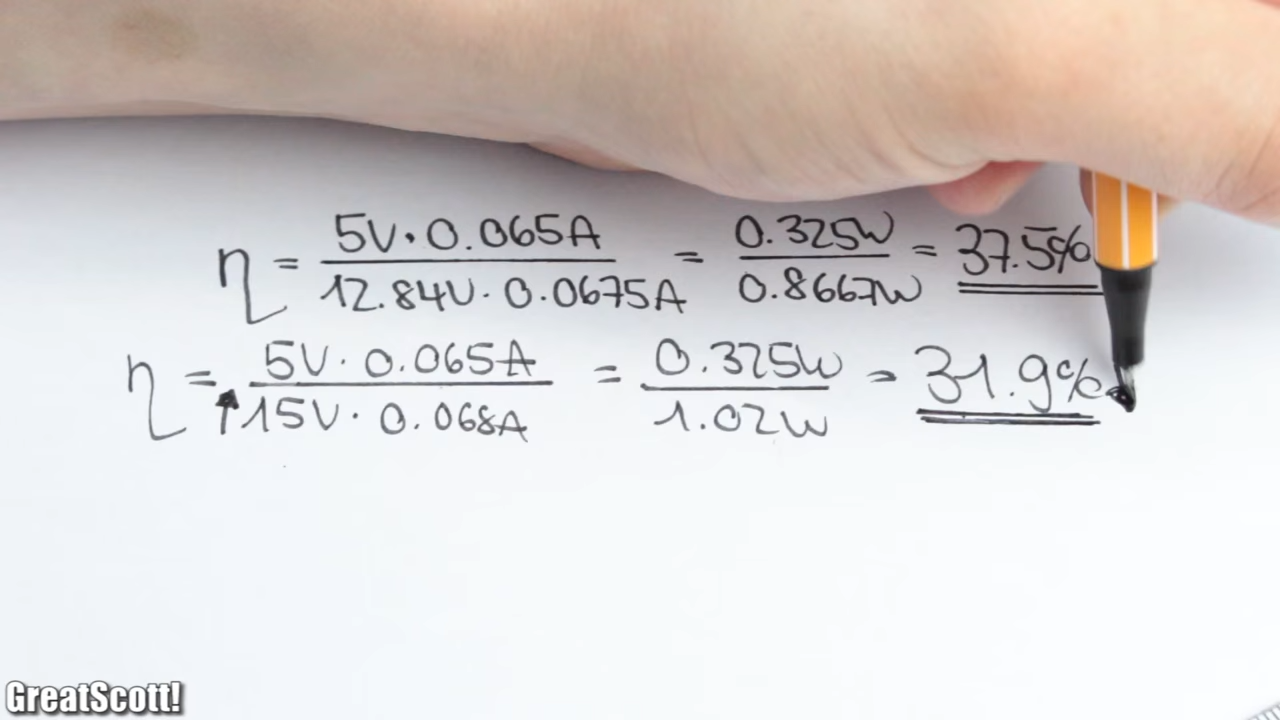 η = 5V · 0.065A / 12.84V · 0.0675A = 0.325W / 0.8667W = 37.5%
η = 5V · 0.065A / 15V · 0.068A = 0.325W / 1.02W = 31.9%
GreatScott!